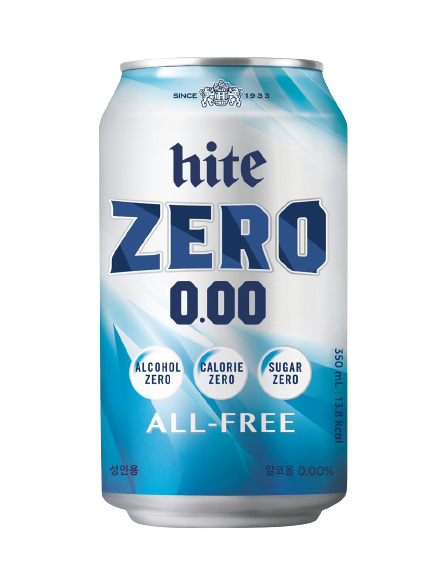 SINCE 1933
hite
ZERO
0.00
ALCOHOL
ZERO
CALORIE
ZERO
SUGAR
ZERO
ALL-FREE
350 mL 13.8 kcal
성인용
알코올 0.00%